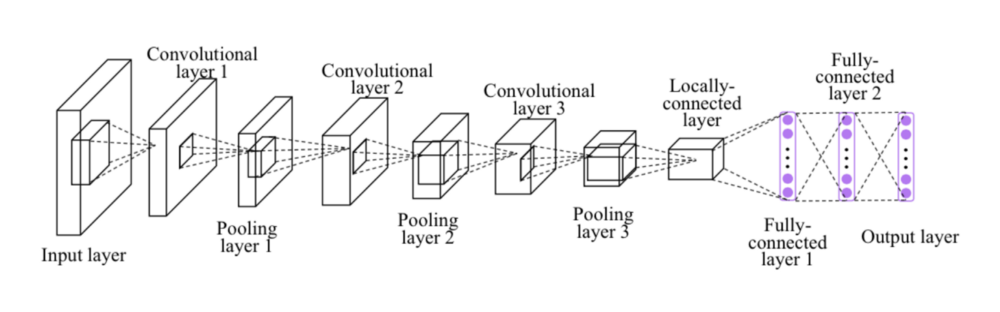 Convolutional
layer 1
Convolutional
layer 2
Convolutional
layer 3
Locally-
connected
layer
Fully-
connected
layer 2
Input layer
Pooling
layer 1
Pooling
layer 2
Pooling
layer 3
Fully-
connected
layer 1
Output layer